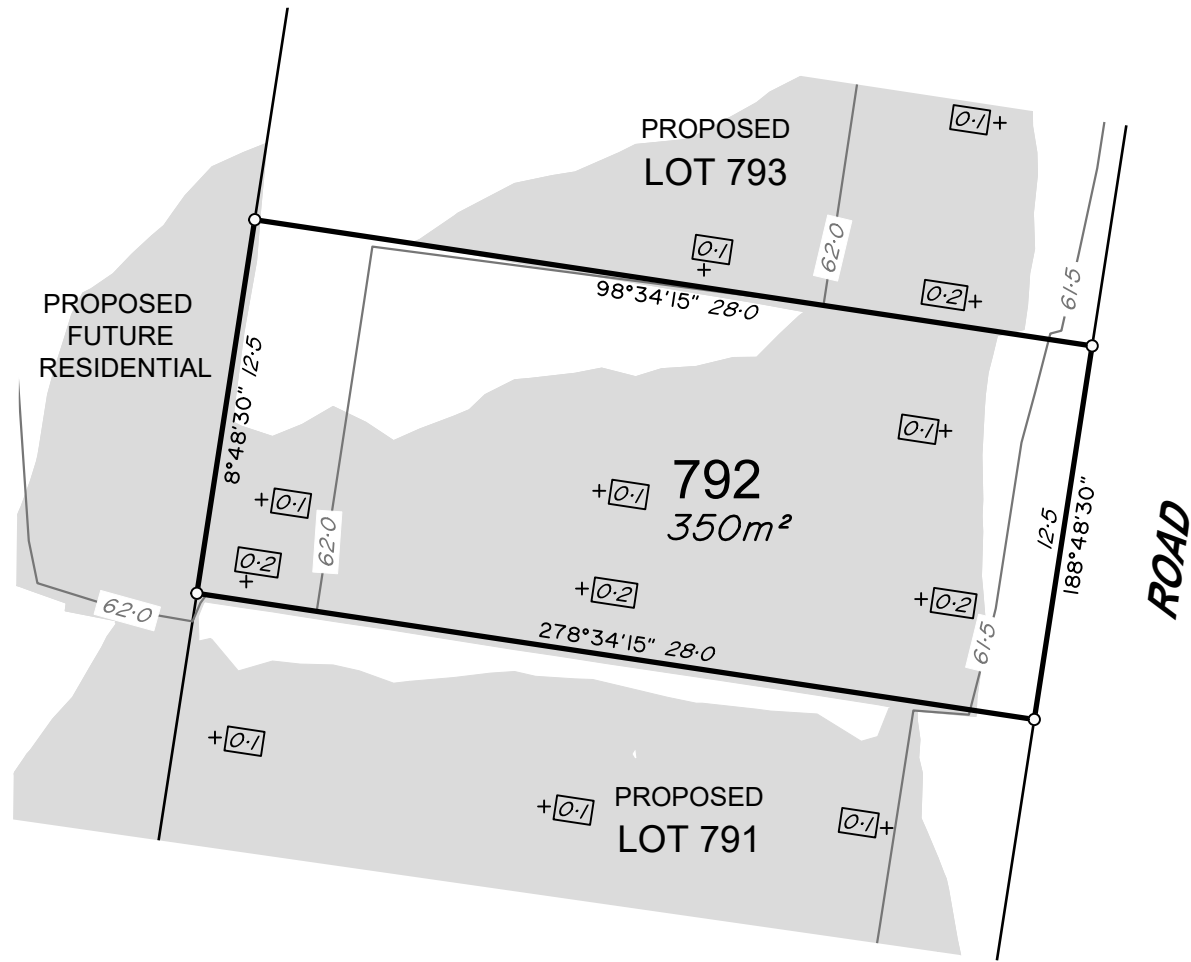 PROPOSED
LOT 793
0·1
0·1
62·0
0·2
61·5
98°34'15" 28·0
PROPOSED
FUTURE
RESIDENTIAL
8°48'30" 12·5
0·1
792
350m²
0·1
0·1
0·2
62·0
0·2
0·2
61·5
12·5
188°48'30"
ROAD
62·0
278°34'15" 28·0
0·1
0·1
PROPOSED
LOT 791
0·1